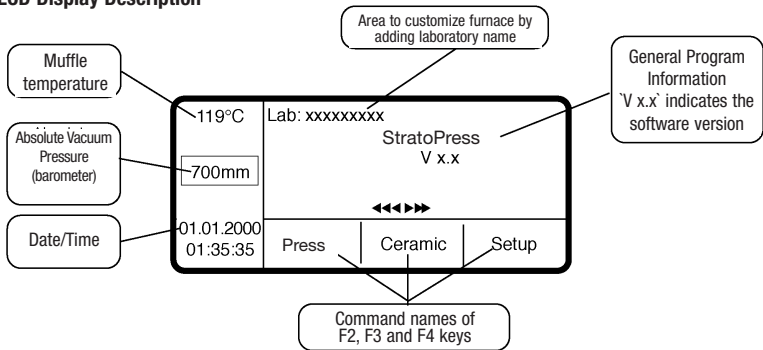 LCD Display Description
Area to customize furnace by
adding laboratory name
Muffle
temperature
General Program
Information
`V x.x` indicates the
software version
119°C
Lab: xxxxxxxxx
StratoPress
V x.x
Absolute Vacuum
Pressure
(barometer)
700mm
◄◄◄ ►►►
Date/Time
01.01.2000
01:35:35
Press
Ceramic
Setup
Command names of
F2, F3 and F4 keys